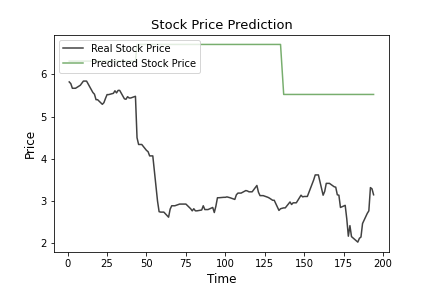 Stock Price Prediction
Real Stock Price
Predicted Stock Price
6
5
4
3
2
Price
0 25 50 75 100 125 150 175 200
Time